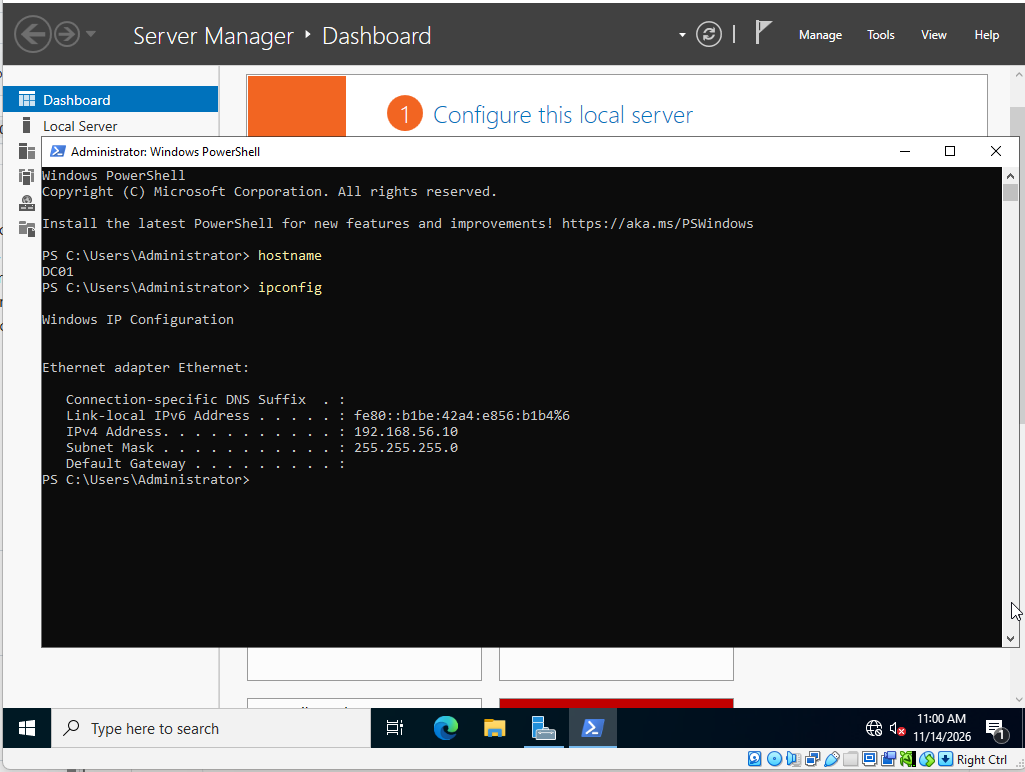 Server Manager ‣ Dashboard
Manage Tools View Help
Dashboard
Local Server
1 Configure this local server
Administrator: Windows PowerShell
Windows PowerShell
Copyright (C) Microsoft Corporation. All rights reserved.
Install the latest PowerShell for new features and improvements! https://aka.ms/PSWindows
PS C:\Users\Administrator> hostname
DC01
PS C:\Users\Administrator> ipconfig
Windows IP Configuration
Ethernet adapter Ethernet:
Connection-specific DNS Suffix  . :
Link-local IPv6 Address . . . . . : fe80::b1be:42a4:e856:b1b4%6
IPv4 Address. . . . . . . . . . . : 192.168.56.10
Subnet Mask . . . . . . . . . . . : 255.255.255.0
Default Gateway . . . . . . . . . :
PS C:\Users\Administrator>
Type here to search
11:00 AM
11/14/2026
1
Right Ctrl